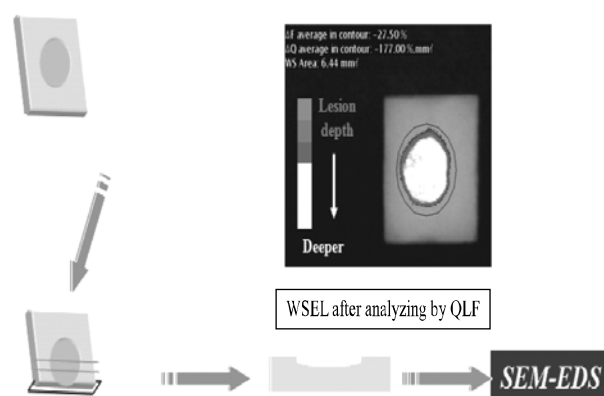 ΔF average in contour: -27.50 %
ΔQ average in contour: -177.00 %.mm²
WS Area: 6.44 mm²
Lesion
depth
Deeper
WSEL after analyzing by QLF
SEM-EDS